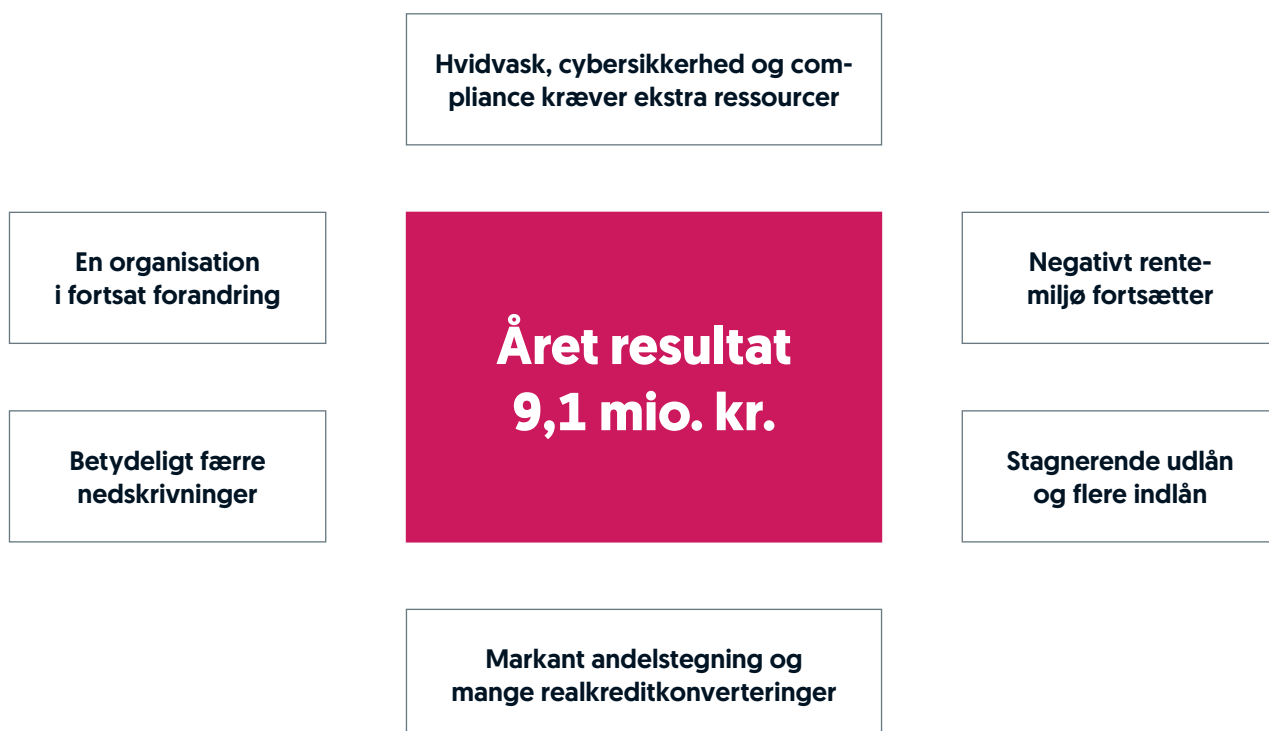 Hvidvask, cybersikkerhed og com-
pliance kræver ekstra ressourcer
En organisation
i fortsat forandring
Året resultat
9,1 mio. kr.
Negativt rente-
miljø fortsætter
Betydeligt færre
nedskrivninger
Stagnerende udlån
og flere indlån
Markant andelstegning og
mange realkreditkonverteringer